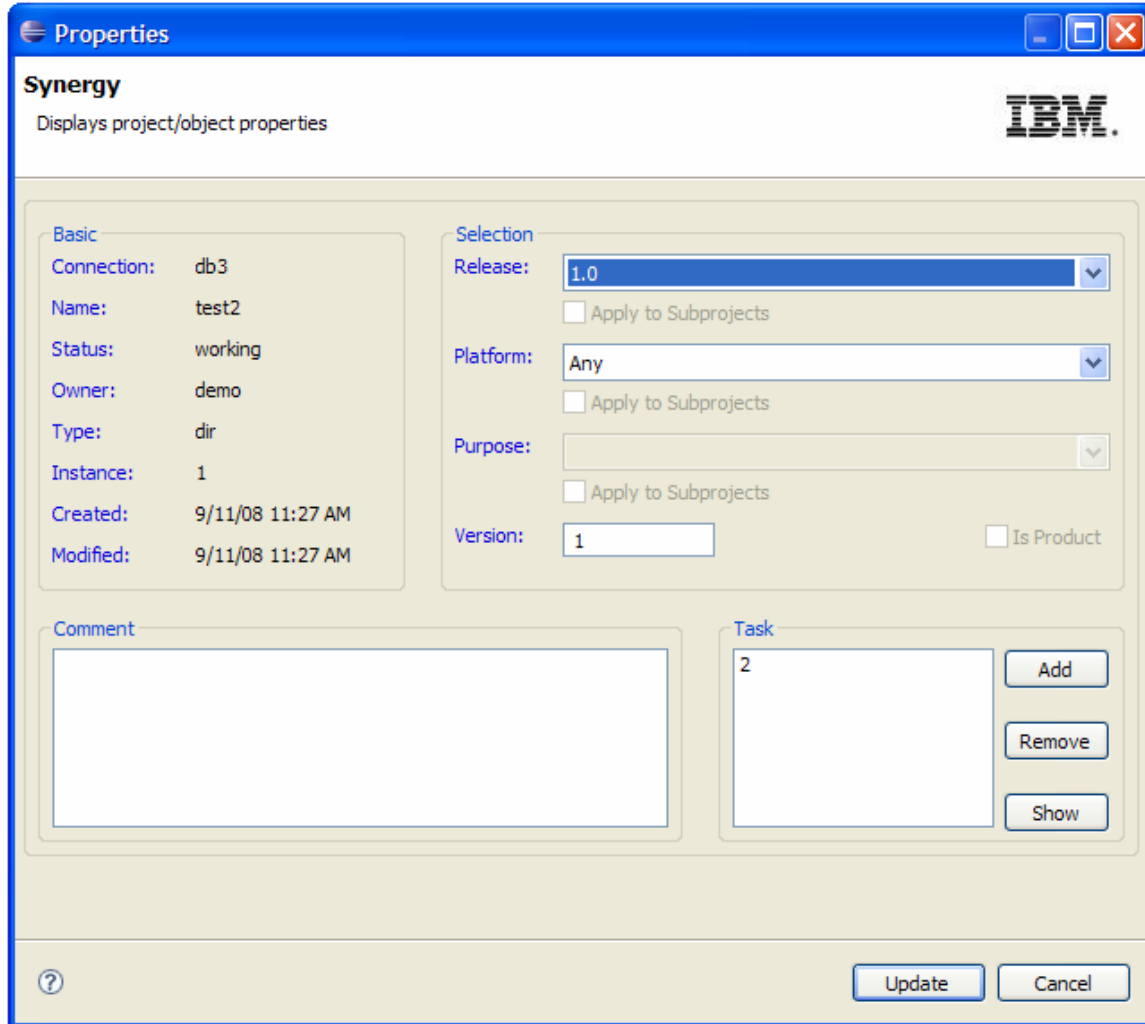 Properties
Synergy
Displays project/object properties
IBM.
Basic
Connection: db3
Name: test2
Status: working
Owner: demo
Type: dir
Instance: 1
Created: 9/11/08 11:27 AM
Modified: 9/11/08 11:27 AM
Selection
Release: 1.0
Apply to Subprojects
Platform: Any
Apply to Subprojects
Purpose:
Apply to Subprojects
Version: 1 Is Product
Comment
Task
2
Add
Remove
Show
? Update Cancel